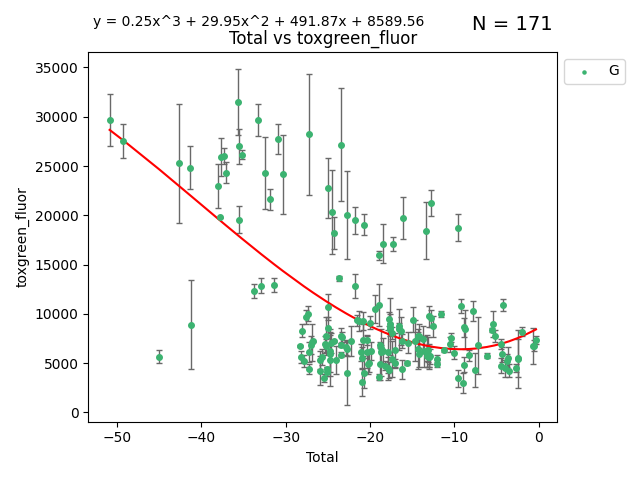 y = 0.25x^3 + 29.95x^2 + 491.87x + 8589.56
N = 171
Total vs toxgreen_fluor
G
35000
30000
25000
20000
15000
10000
5000
0
toxgreen_fluor
−50 −40 −30 −20 −10 0
Total